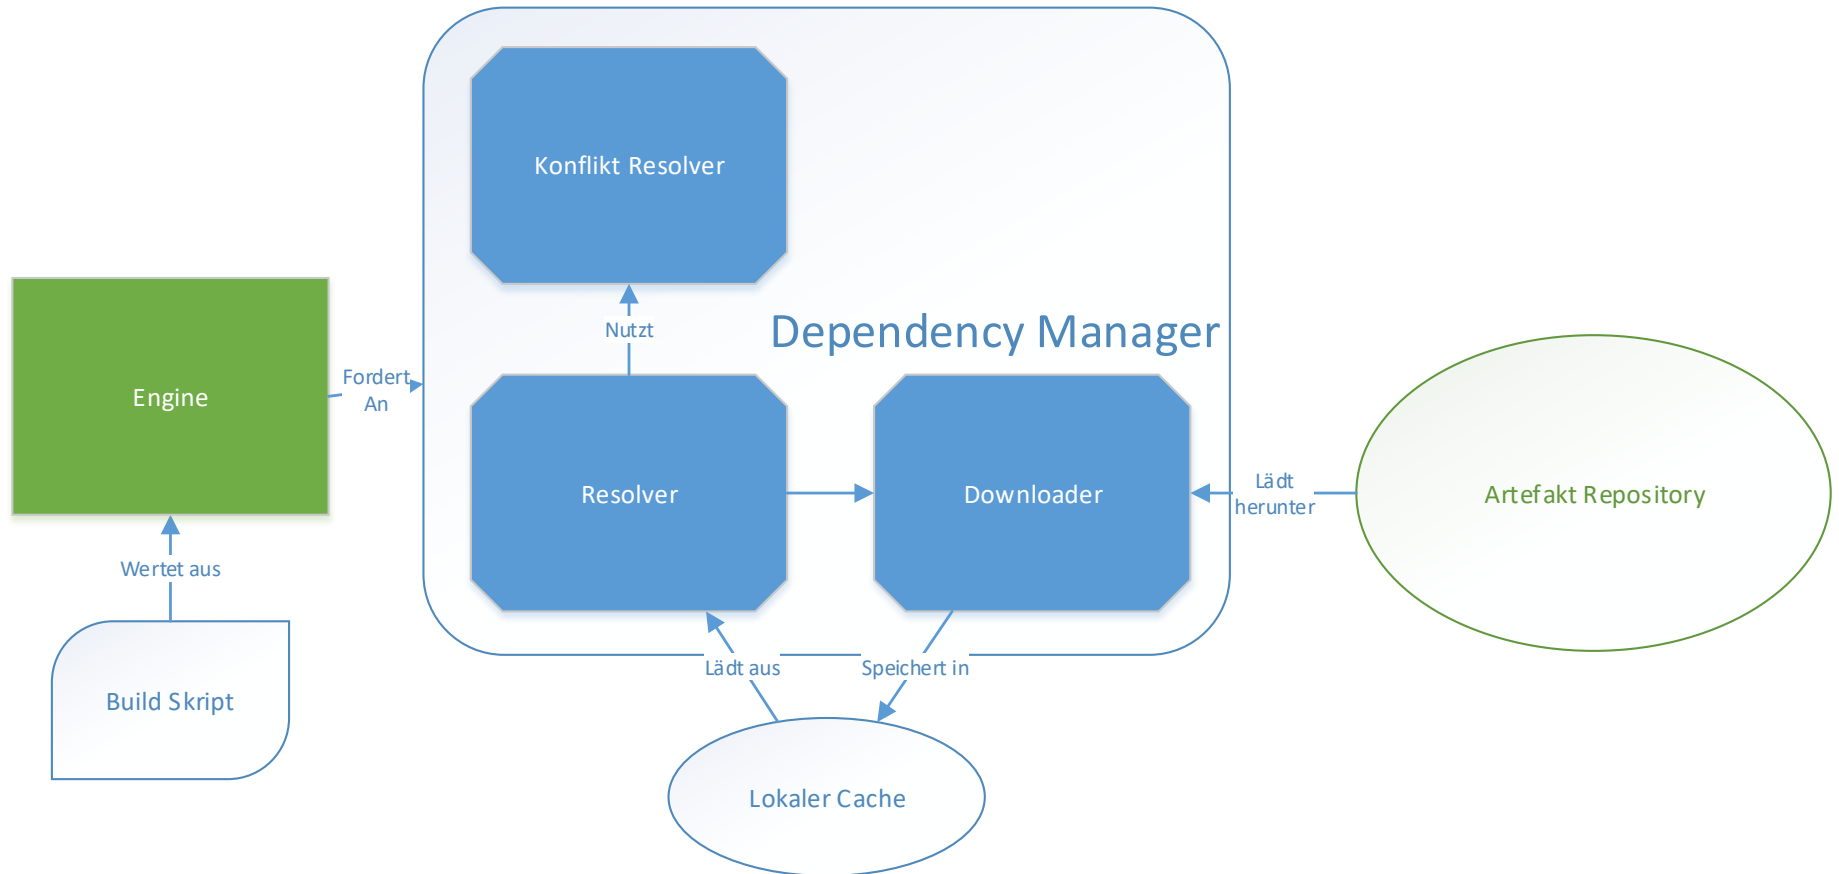 Konflikt Resolver
Nutzt
Dependency Manager
Engine
Fordert
An
Resolver
Downloader
Lädt
herunter
Artefakt Repository
Wertet aus
Build Skript
Lädt aus
Speichert in
Lokaler Cache